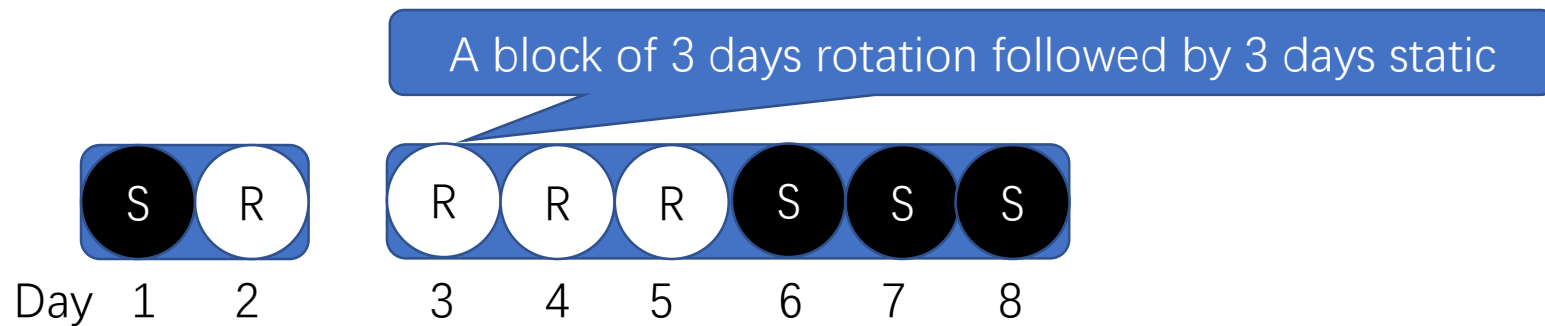 A block of 3 days rotation followed by 3 days static
S R R R R S S S
Day 1 2 3 4 5 6 7 8